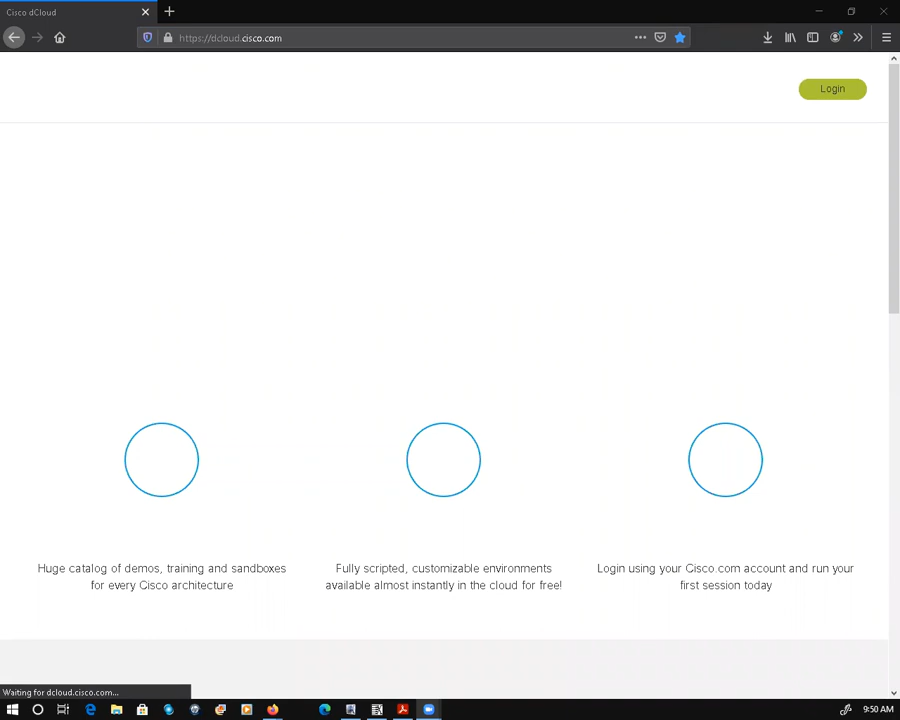 Cisco dCloud
https://dcloud.cisco.com
Login
Huge catalog of demos, training and sandboxes
for every Cisco architecture
Fully scripted, customizable environments
available almost instantly in the cloud for free!
Login using your Cisco.com account and run your
first session today
Waiting for dcloud.cisco.com...
9:50 AM